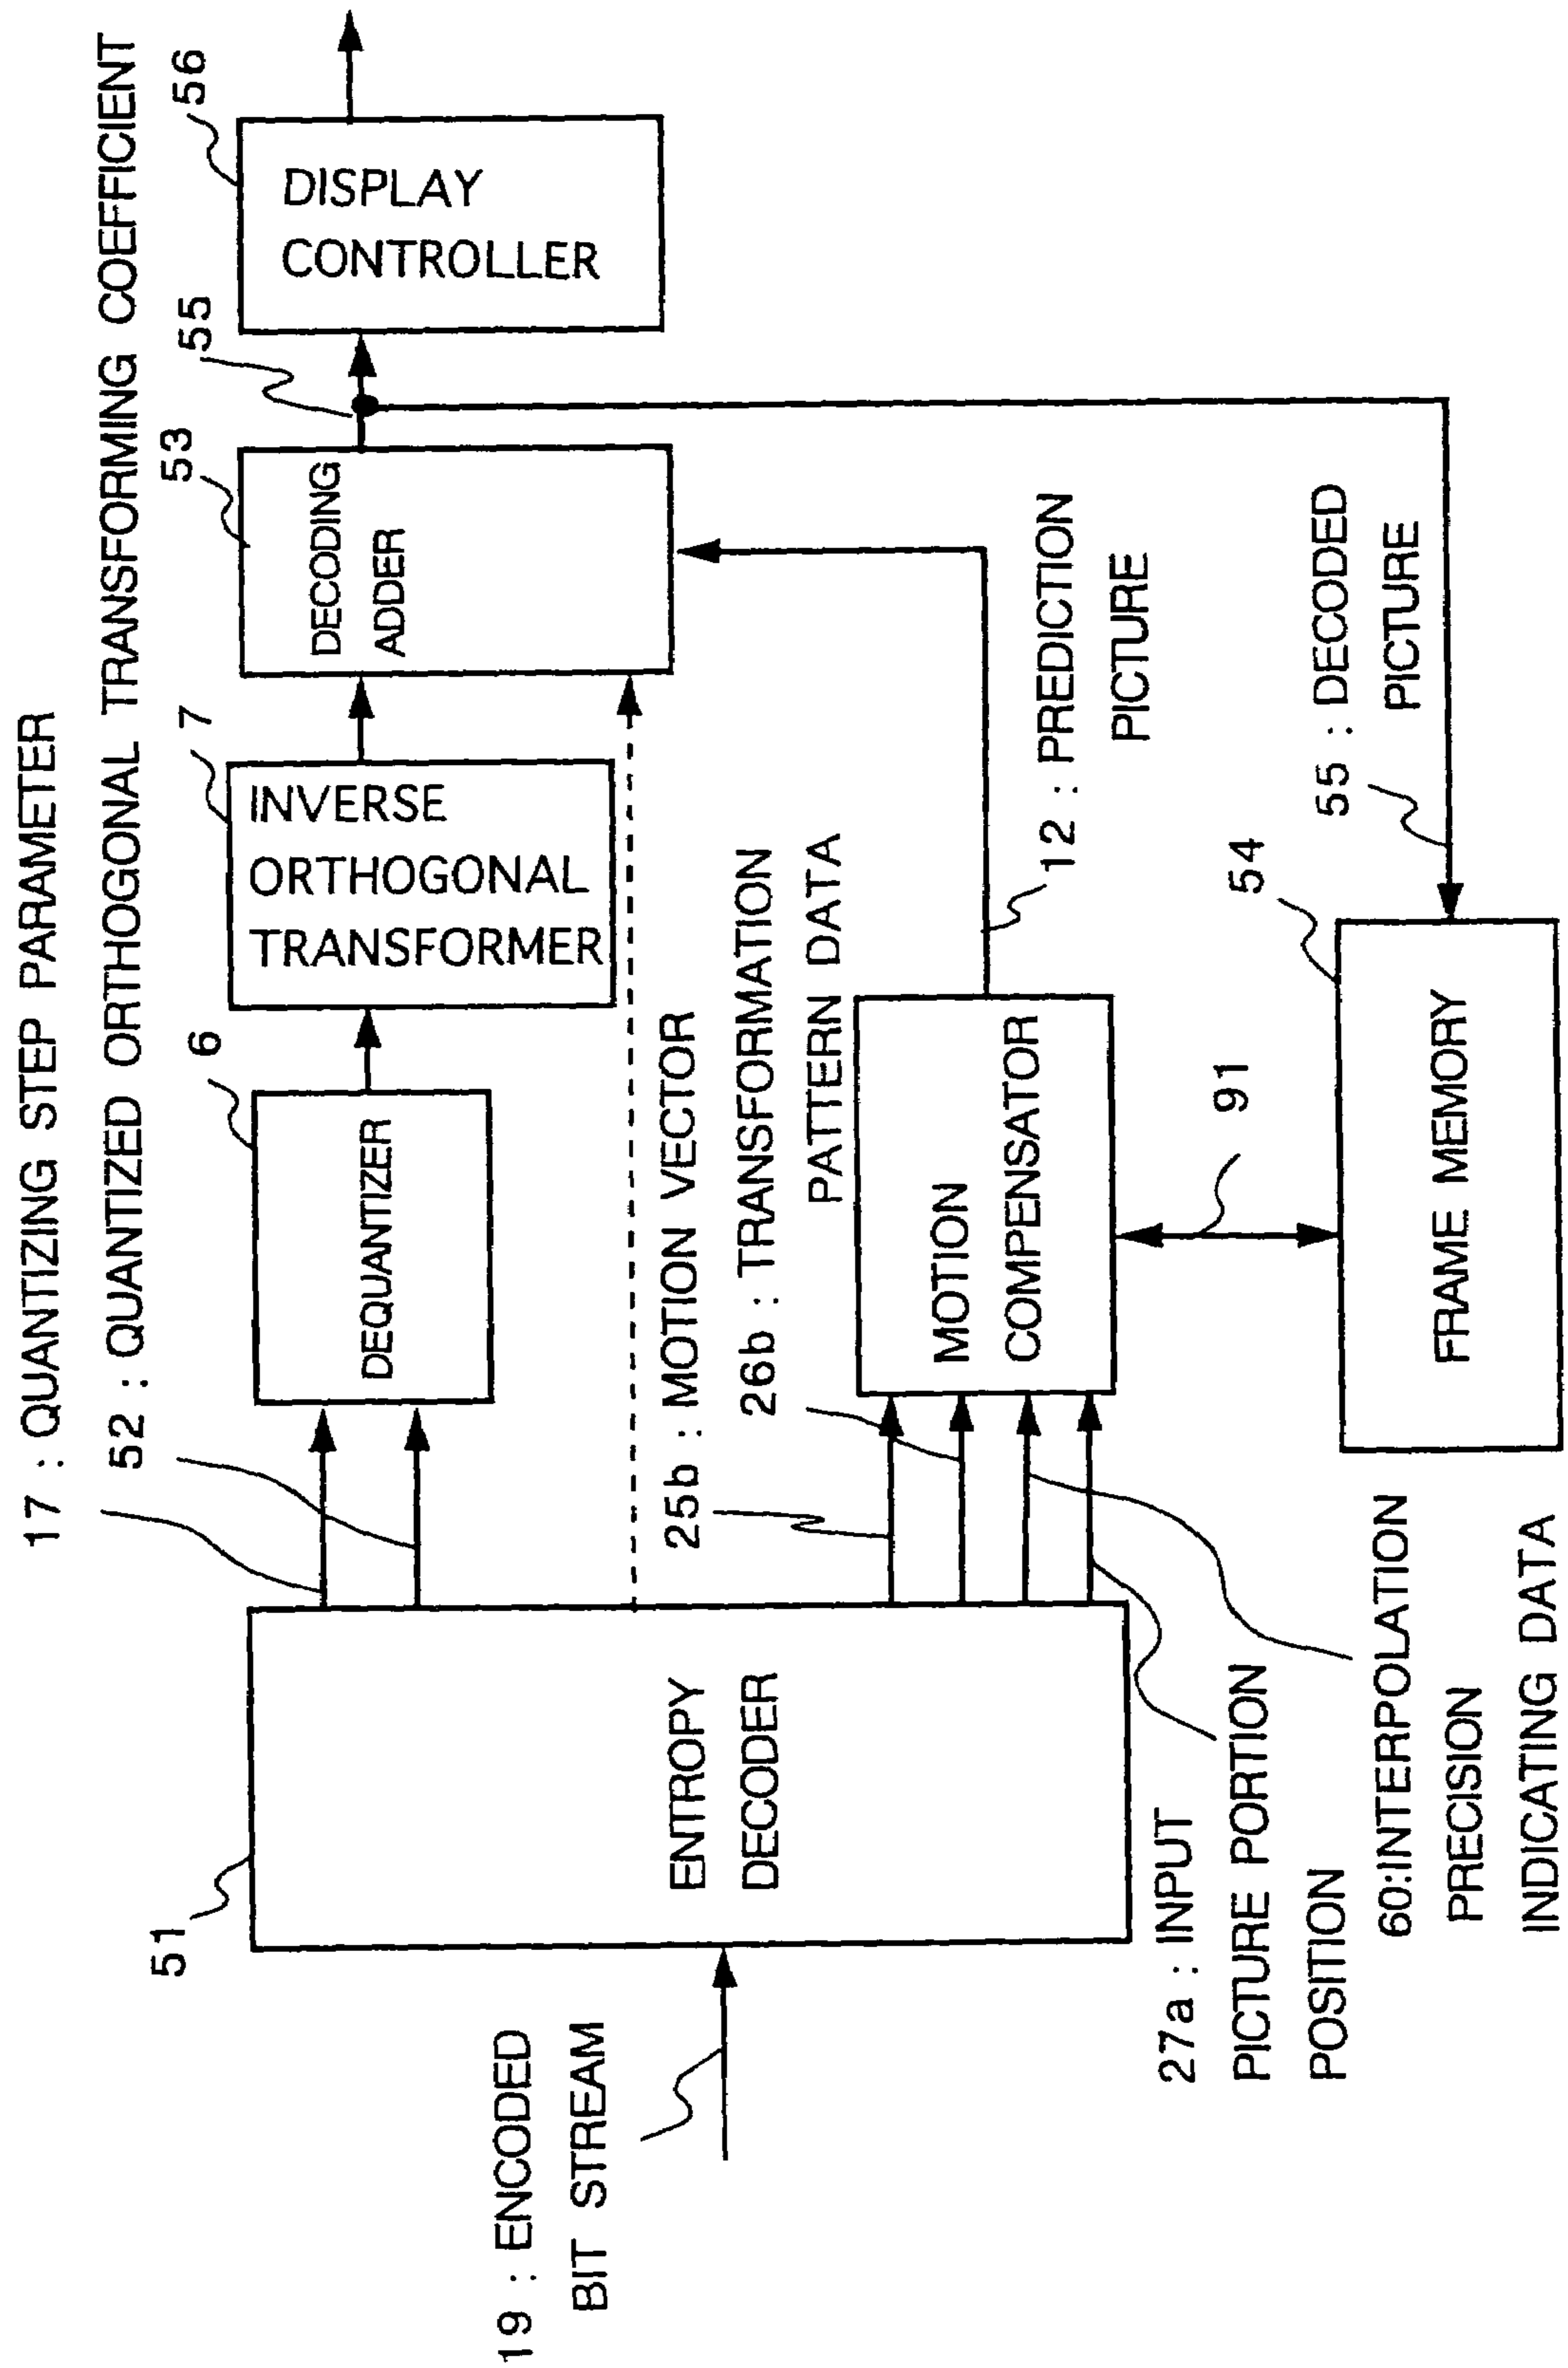 17 : QUANTIZING STEP PARAMETER
52 : QUANTIZED ORTHOGONAL TRANSFORMING COEFFICIENT
6
7
53
55
56
DEQUANTIZER
INVERSE
ORTHOGONAL
TRANSFORMER
DECODING
ADDER
DISPLAY
CONTROLLER
51
ENTROPY
DECODER
19 : ENCODED
BIT STREAM
25b : MOTION VECTOR
26b : TRANSFORMATION
PATTERN DATA
MOTION
COMPENSATOR
12 : PREDICTION
PICTURE
27a : INPUT
PICTURE PORTION
POSITION
60:INTERPOLATION
PRECISION
INDICATING DATA
91
54
55 : DECODED
PICTURE
FRAME MEMORY